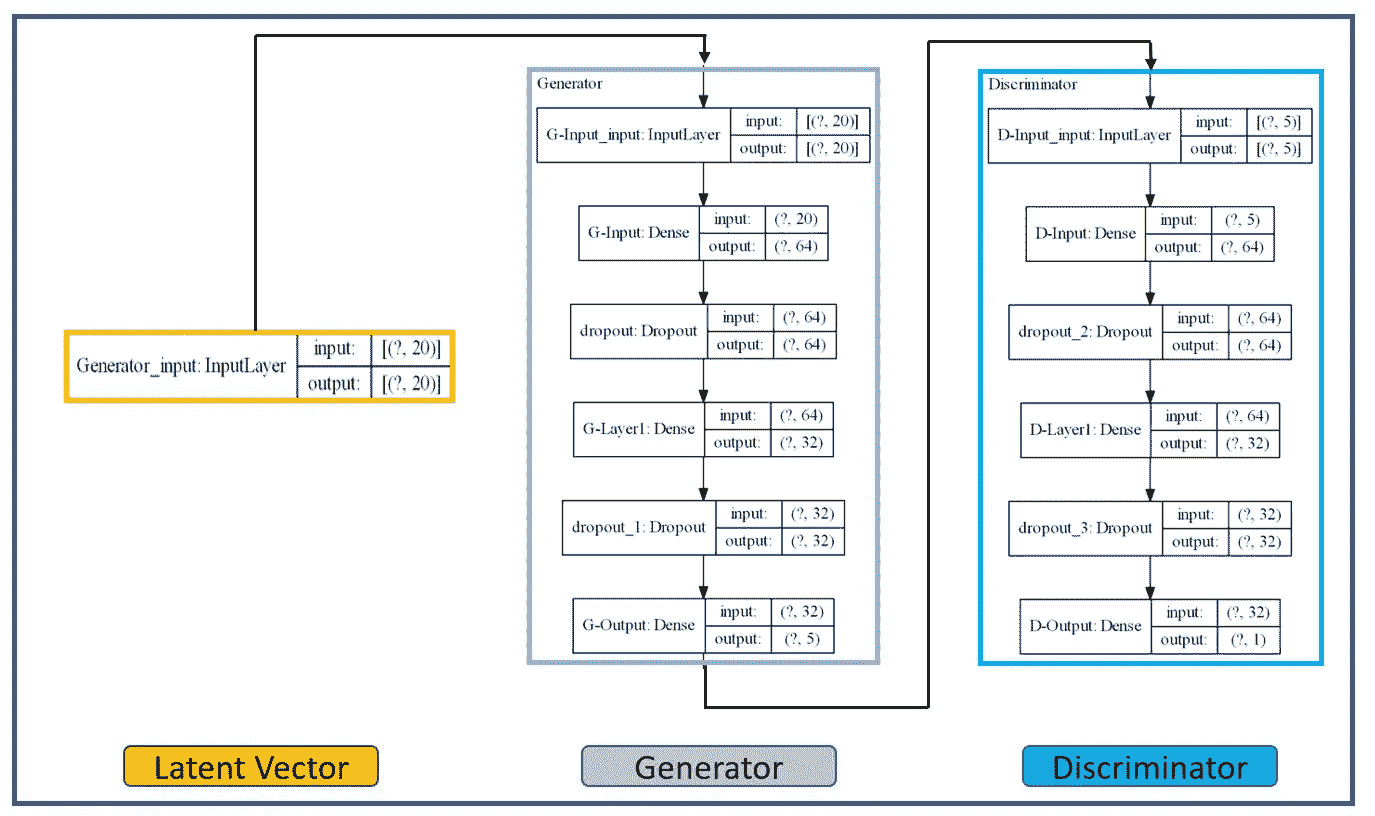 Generator_input: InputLayer
input: [(?, 20)]
output: [(?, 20)]
Generator
G-Input_input: InputLayer
input: [(?, 20)]
output: [(?, 20)]
G-Input: Dense
input: (?, 20)
output: (?, 64)
dropout: Dropout
input: (?, 64)
output: (?, 64)
G-Layer1: Dense
input: (?, 64)
output: (?, 32)
dropout_1: Dropout
input: (?, 32)
output: (?, 32)
G-Output: Dense
input: (?, 32)
output: (?, 5)
Discriminator
D-Input_input: InputLayer
input: [(?, 5)]
output: [(?, 5)]
D-Input: Dense
input: (?, 5)
output: (?, 64)
dropout_2: Dropout
input: (?, 64)
output: (?, 64)
D-Layer1: Dense
input: (?, 64)
output: (?, 32)
dropout_3: Dropout
input: (?, 32)
output: (?, 32)
D-Output: Dense
input: (?, 32)
output: (?, 1)
Latent Vector
Generator
Discriminator